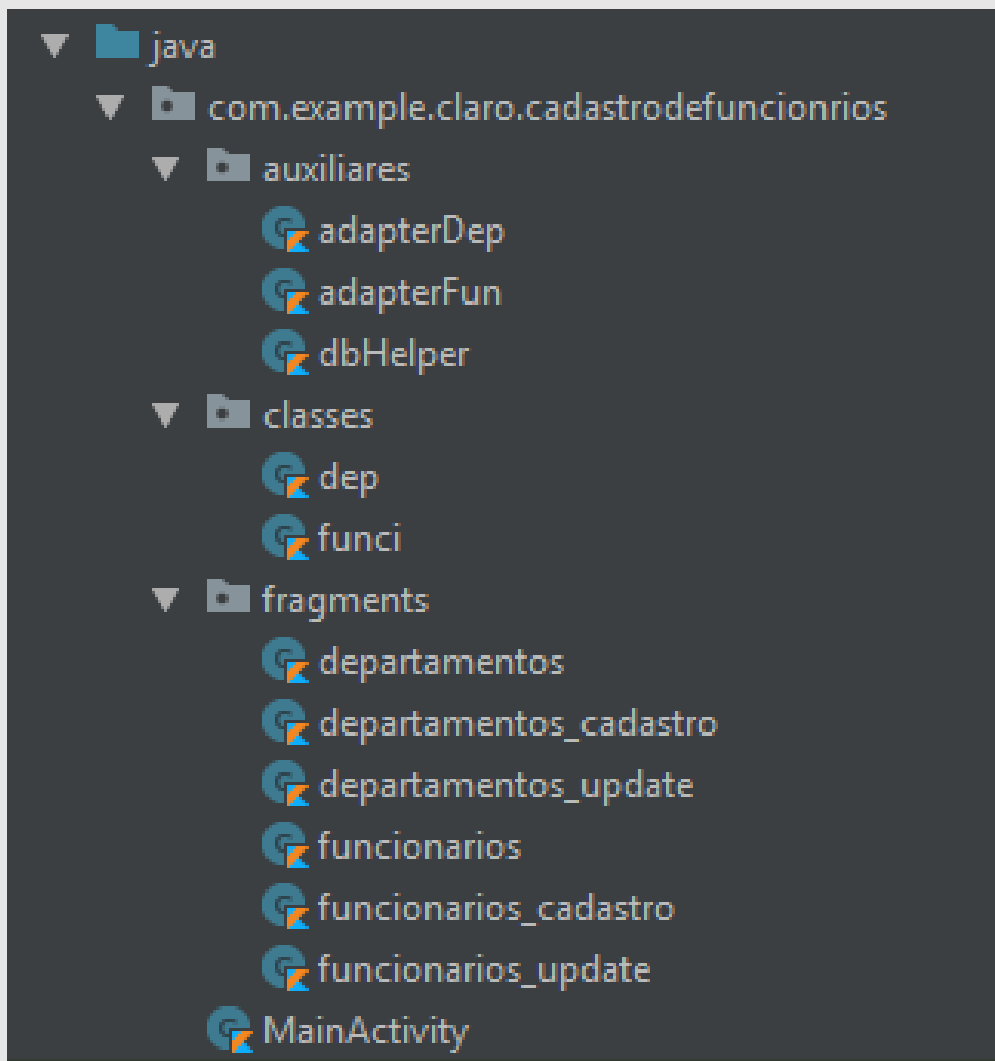 java
com.example.claro.cadastrodefuncionrios
auxiliares
adapterDep
adapterFun
dbHelper
classes
dep
funci
fragments
departamentos
departamentos_cadastro
departamentos_update
funcionarios
funcionarios_cadastro
funcionarios_update
MainActivity